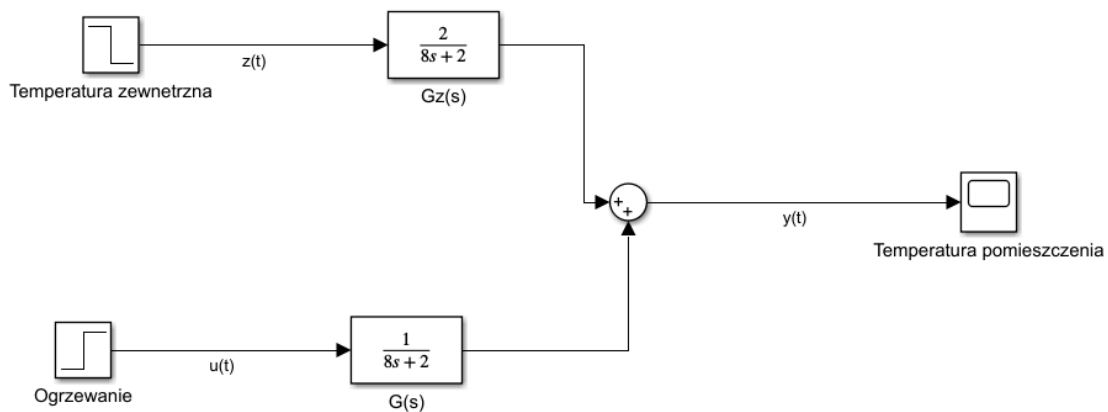 2
8s + 2
z(t)
Temperatura zewnetrzna
Gz(s)
+
+
y(t)
Temperatura pomieszczenia
1
8s + 2
u(t)
Ogrzewanie
G(s)